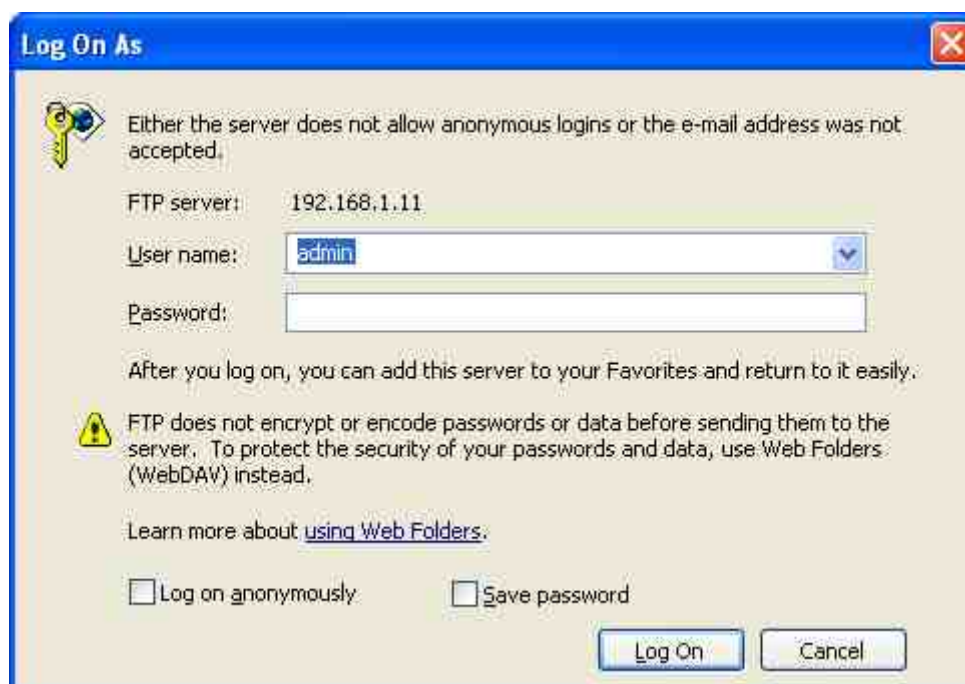 Log On As
Either the server does not allow anonymous logins or the e-mail address was not
accepted.
FTP server: 192.168.1.11
User name: admin
Password:
After you log on, you can add this server to your Favorites and return to it easily.
FTP does not encrypt or encode passwords or data before sending them to the
server. To protect the security of your passwords and data, use Web Folders
(WebDAV) instead.
Learn more about using Web Folders.
Log on anonymously Save password
Log On Cancel